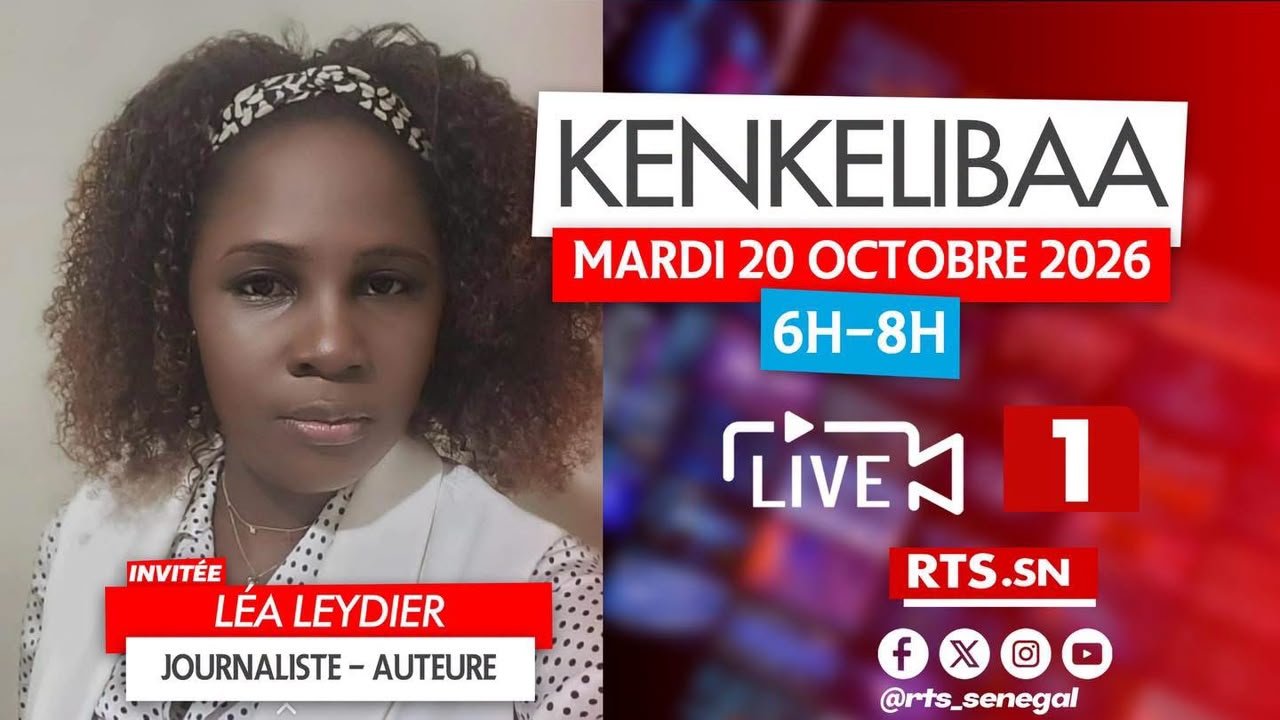 KENKELIBAA
MARDI 20 OCTOBRE 2026
6H-8H
LIVE
1
RTS.SN
@rts_senegal
INVITÉE
LÉA LEYDIER
JOURNALISTE - AUTEURE